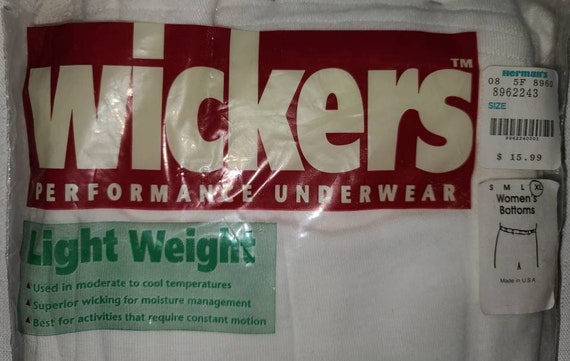 Wickers™
PERFORMANCE UNDERWEAR
Light Weight
Used in moderate to cool temperatures
Superior wicking for moisture management
Best for activities that require constant motion
Herman's
08 5F 8960
8962243
SIZE
$ 15.99
S M L XL
Women's
Bottoms
Made in U.S.A.